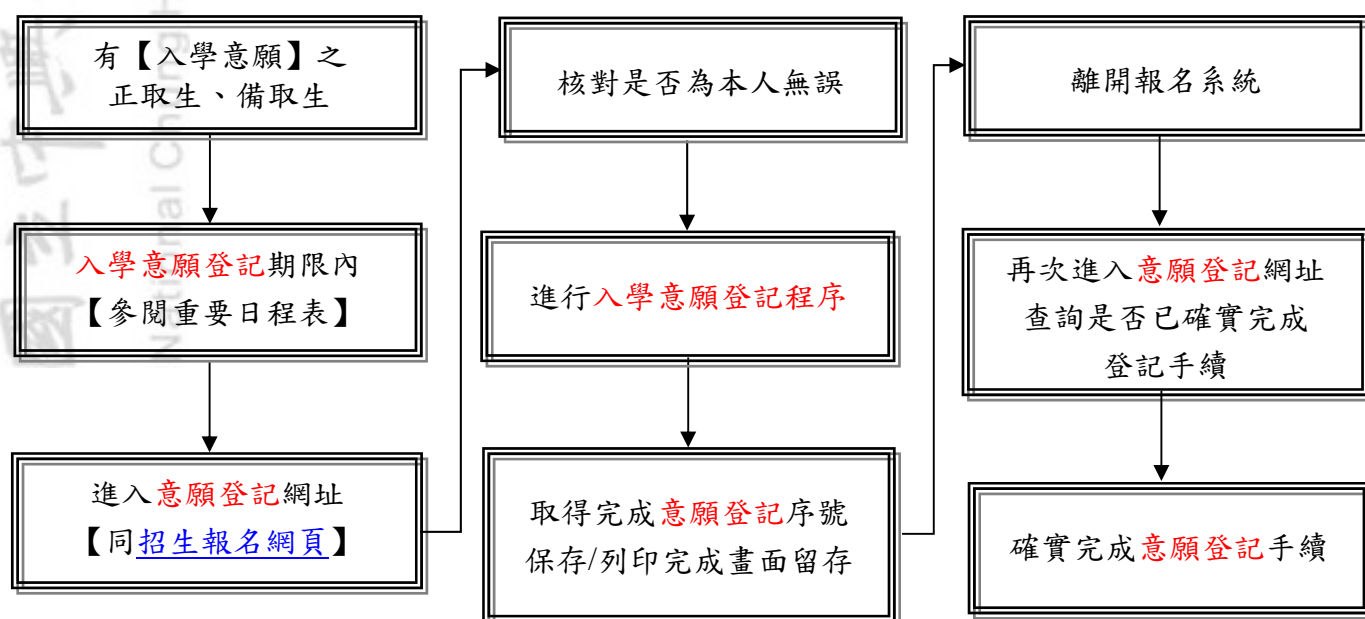 有【入學意願】之
正取生、備取生
入學意願登記期限內
【參閱重要日程表】
進入意願登記網址
【同招生報名網頁】
核對是否為本人無誤
進行入學意願登記程序
取得完成意願登記序號
保存/列印完成畫面留存
離開報名系統
再次進入意願登記網址
查詢是否已確實完成
登記手續
確實完成意願登記手續